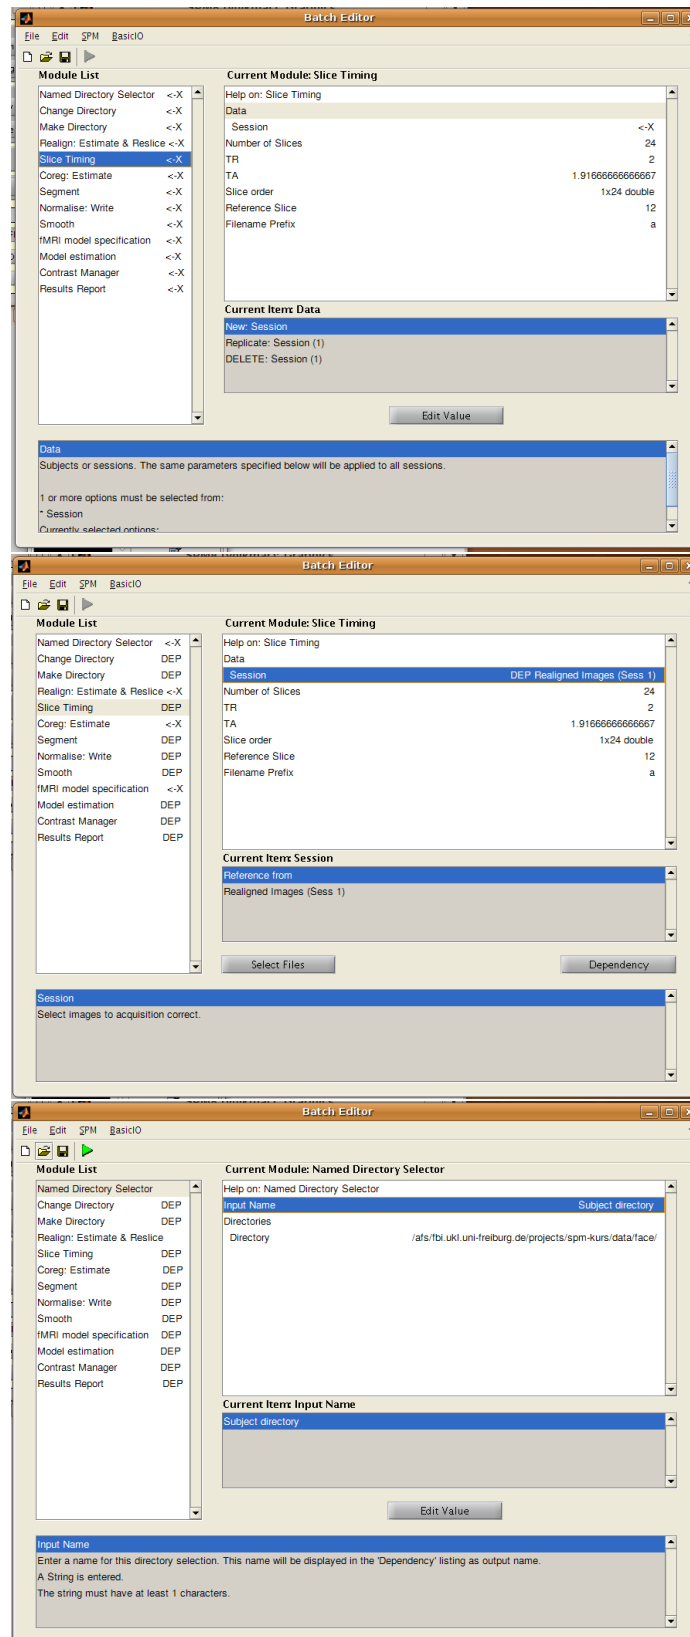 Batch Editor
File Edit SPM BasicIO
Module List
Current Module: Slice Timing
Named Directory Selector <-X
Change Directory <-X
Make Directory <-X
Realign: Estimate & Reslice <-X
Slice Timing <-X
Coreg: Estimate <-X
Segment <-X
Normalise: Write <-X
Smooth <-X
fMRI model specification <-X
Model estimation <-X
Contrast Manager <-X
Results Report <-X
Help on: Slice Timing
Data
Session <-X
Number of Slices 24
TR 2
TA 1.91666666666667
Slice order 1x24 double
Reference Slice 12
Filename Prefix a
Current Item: Data
New: Session
Replicate: Session (1)
DELETE: Session (1)
Edit Value
Data
Subjects or sessions. The same parameters specified below will be applied to all sessions.
1 or more options must be selected from:
* Session
Currently selected options:
Batch Editor
File Edit SPM BasicIO
Module List
Current Module: Slice Timing
Named Directory Selector <-X
Change Directory DEP
Make Directory DEP
Realign: Estimate & Reslice <-X
Slice Timing DEP
Coreg: Estimate <-X
Segment DEP
Normalise: Write DEP
Smooth DEP
fMRI model specification <-X
Model estimation DEP
Contrast Manager DEP
Results Report DEP
Help on: Slice Timing
Data
Session DEP Realigned Images (Sess 1)
Number of Slices 24
TR 2
TA 1.91666666666667
Slice order 1x24 double
Reference Slice 12
Filename Prefix a
Current Item: Session
Reference from
Realigned Images (Sess 1)
Select Files
Dependency
Session
Select images to acquisition correct.
Batch Editor
File Edit SPM BasicIO
Module List
Current Module: Named Directory Selector
Named Directory Selector
Change Directory DEP
Make Directory DEP
Realign: Estimate & Reslice
Slice Timing DEP
Coreg: Estimate DEP
Segment DEP
Normalise: Write DEP
Smooth DEP
fMRI model specification DEP
Model estimation DEP
Contrast Manager DEP
Results Report DEP
Help on: Named Directory Selector
Input Name Subject directory
Directories
Directory /afs/fbi.ukl.uni-freiburg.de/projects/spm-kurs/data/face/
Current Item: Input Name
Subject directory
Edit Value
Input Name
Enter a name for this directory selection. This name will be displayed in the 'Dependency' listing as output name.
A String is entered.
The string must have at least 1 characters.